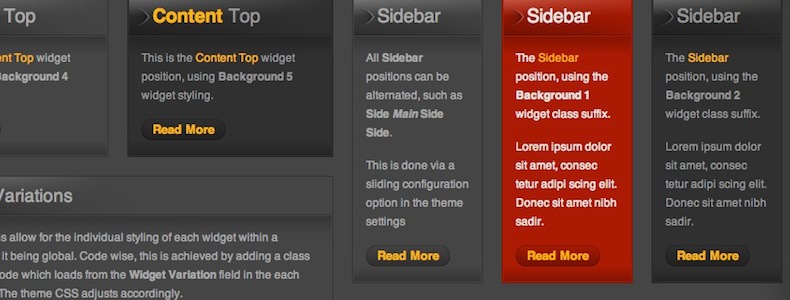 Top
ent Top widget
ackground 4
Content Top
This is the Content Top widget
position, using Background 5
widget styling.
Read More
Variations
s allow for the individual styling of each widget within a
it being global. Code wise, this is achieved by adding a class
ode which loads from the Widget Variation field in the each
The theme CSS adjusts accordingly.
Sidebar
All Sidebar
positions can be
alternated, such as
Side Main Side
Side.
This is done via a
sliding configuration
option in the theme
settings
Read More
Sidebar
The Sidebar
position, using the
Background 1
widget class suffix.
Lorem ipsum dolor
sit amet, consec
tetur adipi scing elit.
Donec sit amet nibh
sadir.
Read More
Sidebar
The Sidebar
position, using the
Background 2
widget class suffix.
Lorem ipsum dolor
sit amet, consec
tetur adipi scing elit.
Donec sit amet nibh
sadir.
Read More